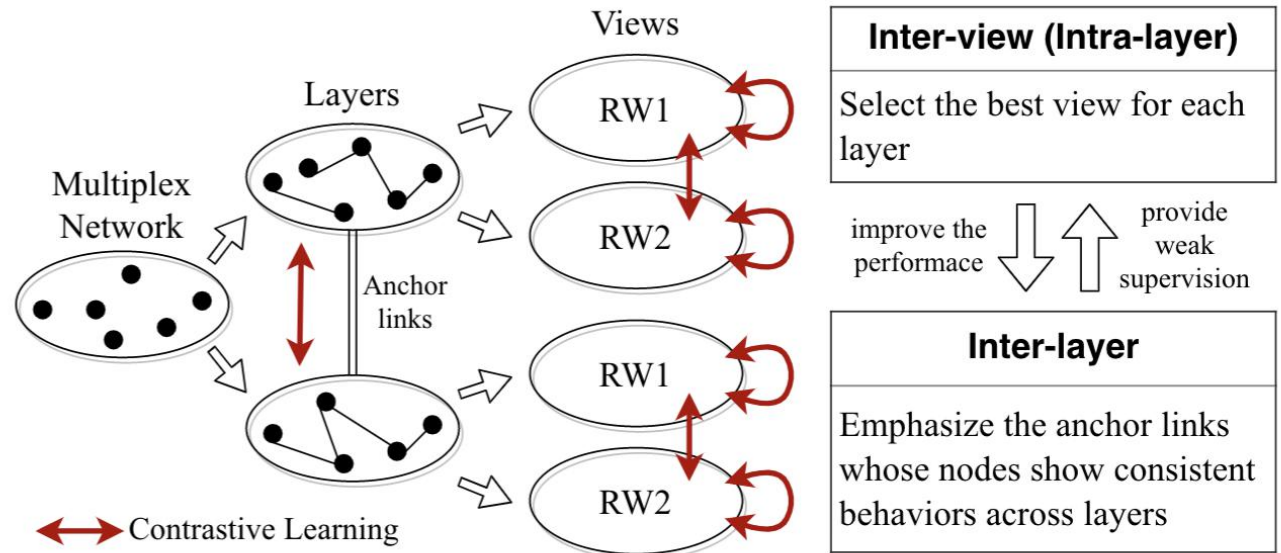 Views
Layers
Multiplex
Network
RW1
RW2
Anchor
links
RW1
RW2
Contrastive Learning
Inter-view (Intra-layer)
Select the best view for each
layer
improve the
performace
provide
weak
supervision
Inter-layer
Emphasize the anchor links
whose nodes show consistent
behaviors across layers